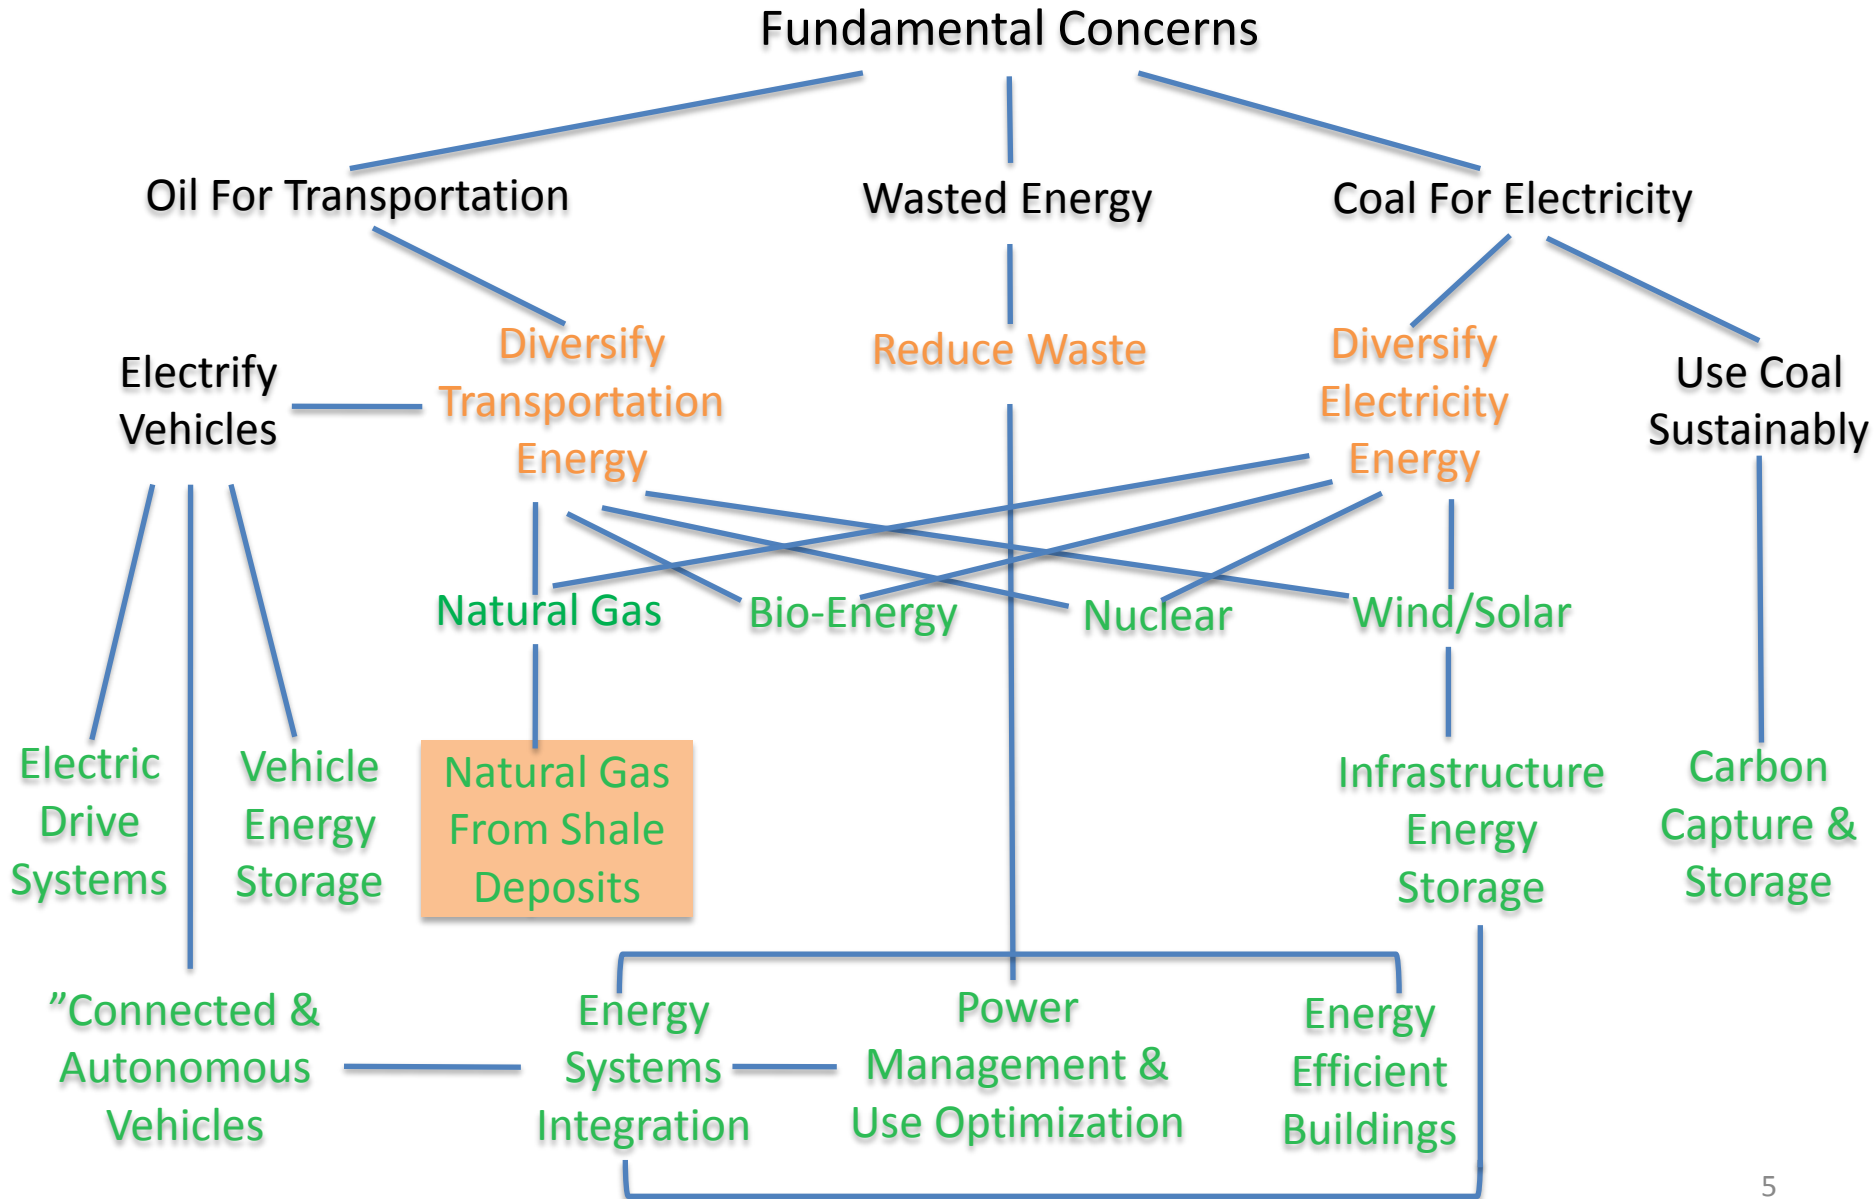 Fundamental Concerns
Oil For Transportation
Wasted Energy
Coal For Electricity
Electrify
Vehicles
Diversify
Transportation
Energy
Reduce Waste
Diversify
Electricity
Energy
Use Coal
Sustainably
Natural Gas
Bio-Energy
Nuclear
Wind/Solar
Electric
Drive
Systems
Vehicle
Energy
Storage
Natural Gas
From Shale
Deposits
Infrastructure
Energy
Storage
Carbon
Capture &
Storage
”Connected &
Autonomous
Vehicles
Energy
Systems
Integration
Power
Management &
Use Optimization
Energy
Efficient
Buildings
5